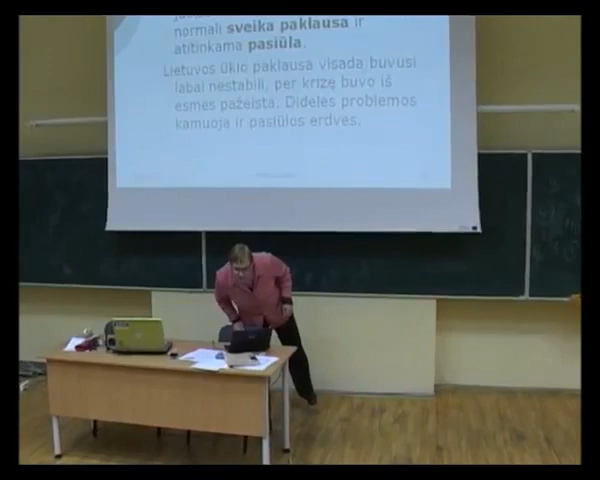 normali sveika paklausa ir
atitinkama pasiūla.
Lietuvos ūkio paklausa visada buvusi
labai nestabili, per krizę buvo iš
esmės pažeista. Didelės problemos
kamuoja ir pasiūlos erdves.